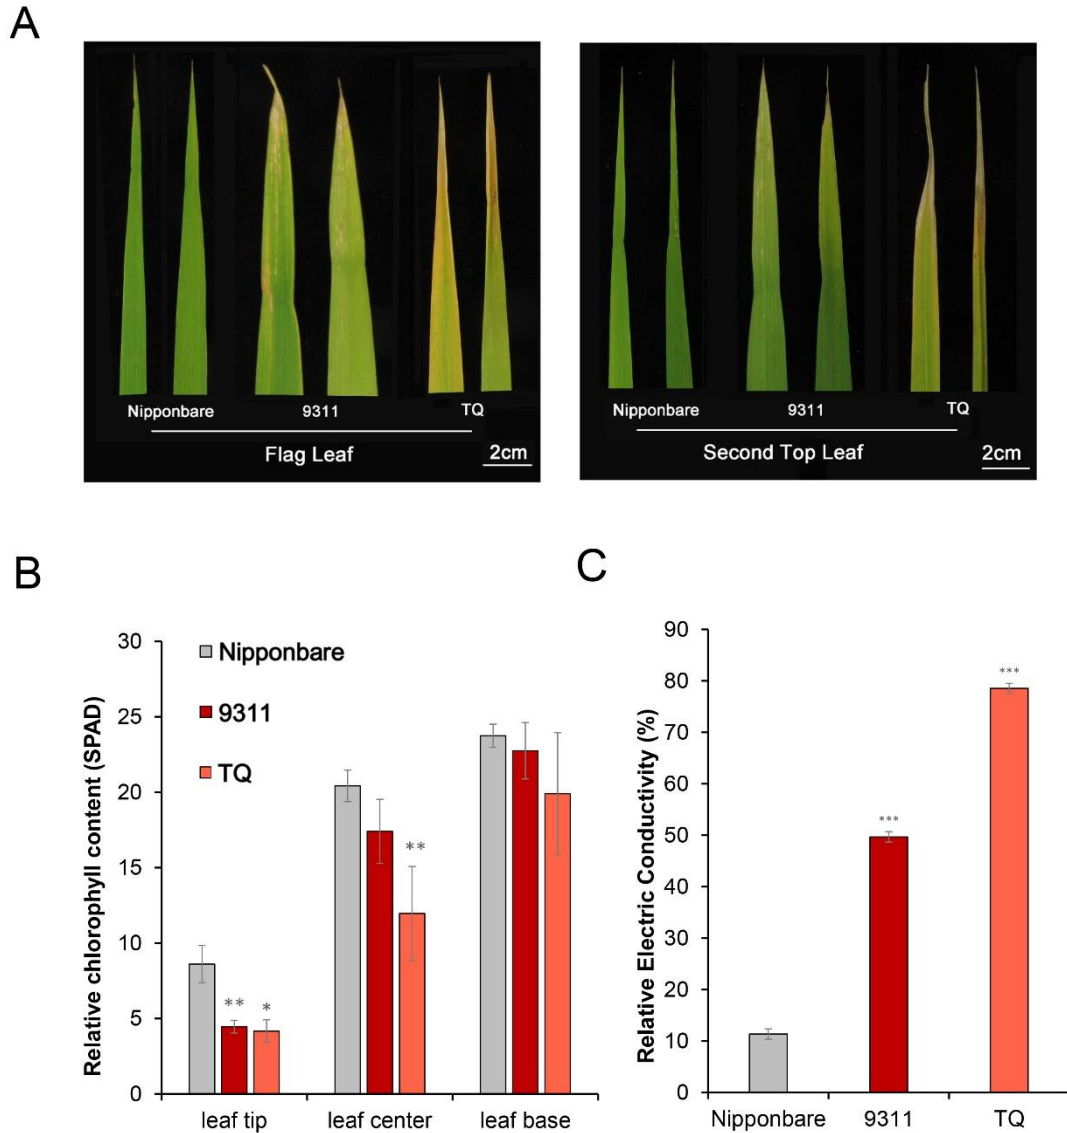 A
Nipponbare 9311 TQ
Flag Leaf
2cm
Nipponbare 9311 TQ
Second Top Leaf
2cm
B
Relative chlorophyll content (SPAD)
30
25
20
15
10
5
0
Nipponbare
9311
TQ
** *
**
leaf tip leaf center leaf base
C
Relative Electric Conductivity (%)
90
80
70
60
50
40
30
20
10
0
***
***
Nipponbare 9311 TQ